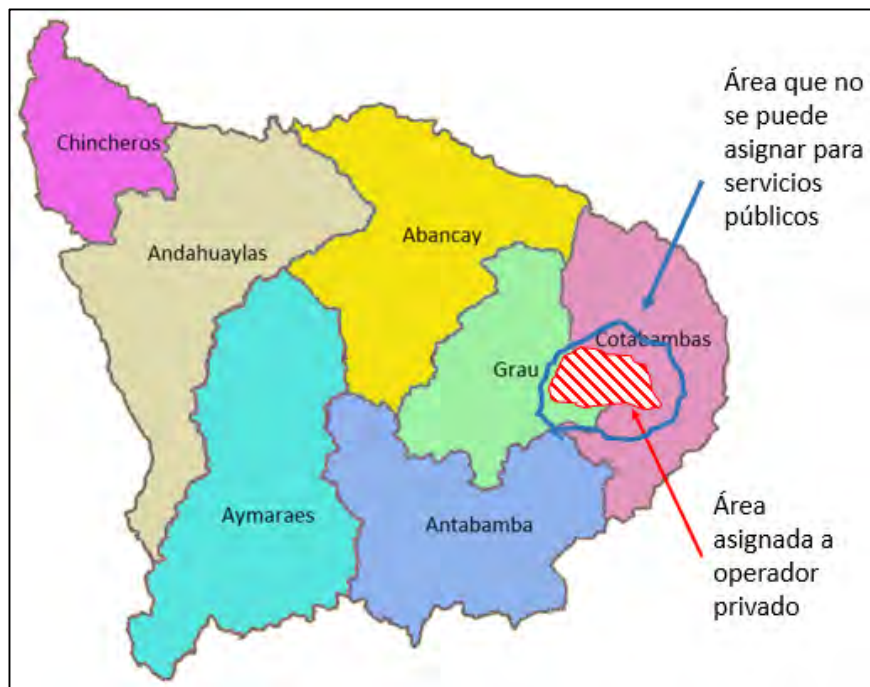 Área que no
se puede
asignar para
servicios
públicos
Chincheros
Abancay
Andahuaylas
Cotabambas
Grau
Aymaraes
Antabamba
Área
asignada a
operador
privado